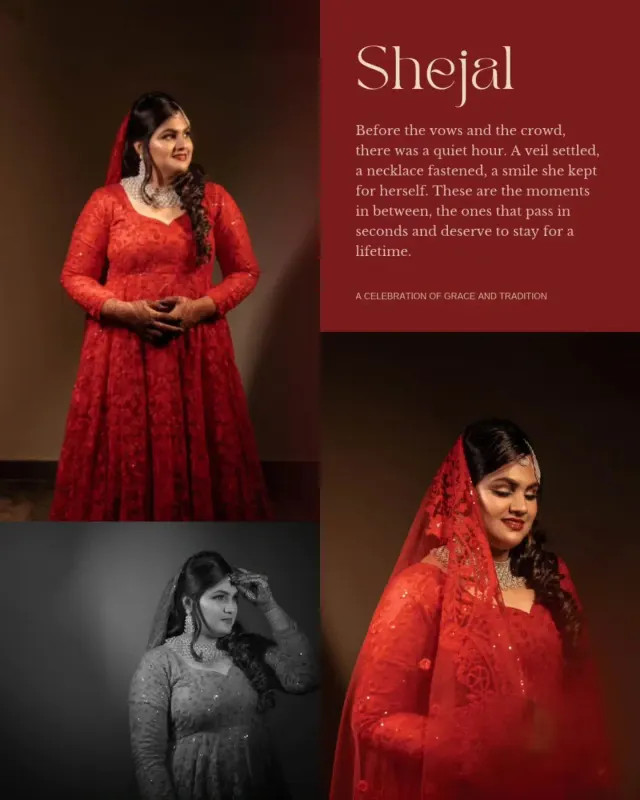 Shejal
Before the vows and the crowd,
there was a quiet hour. A veil settled,
a necklace fastened, a smile she kept
for herself. These are the moments
in between, the ones that pass in
seconds and deserve to stay for a
lifetime.
A CELEBRATION OF GRACE AND TRADITION